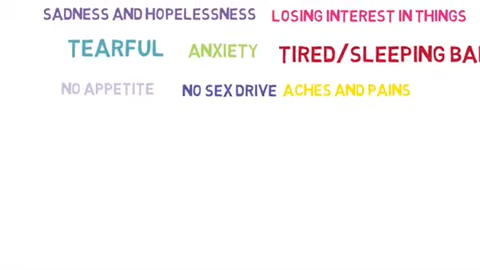 SADNESS AND HOPELESSNESS LOSING INTEREST IN THINGS
TEARFUL ANXIETY TIRED/SLEEPING BA
NO APPETITE NO SEX DRIVE ACHES AND PAINS